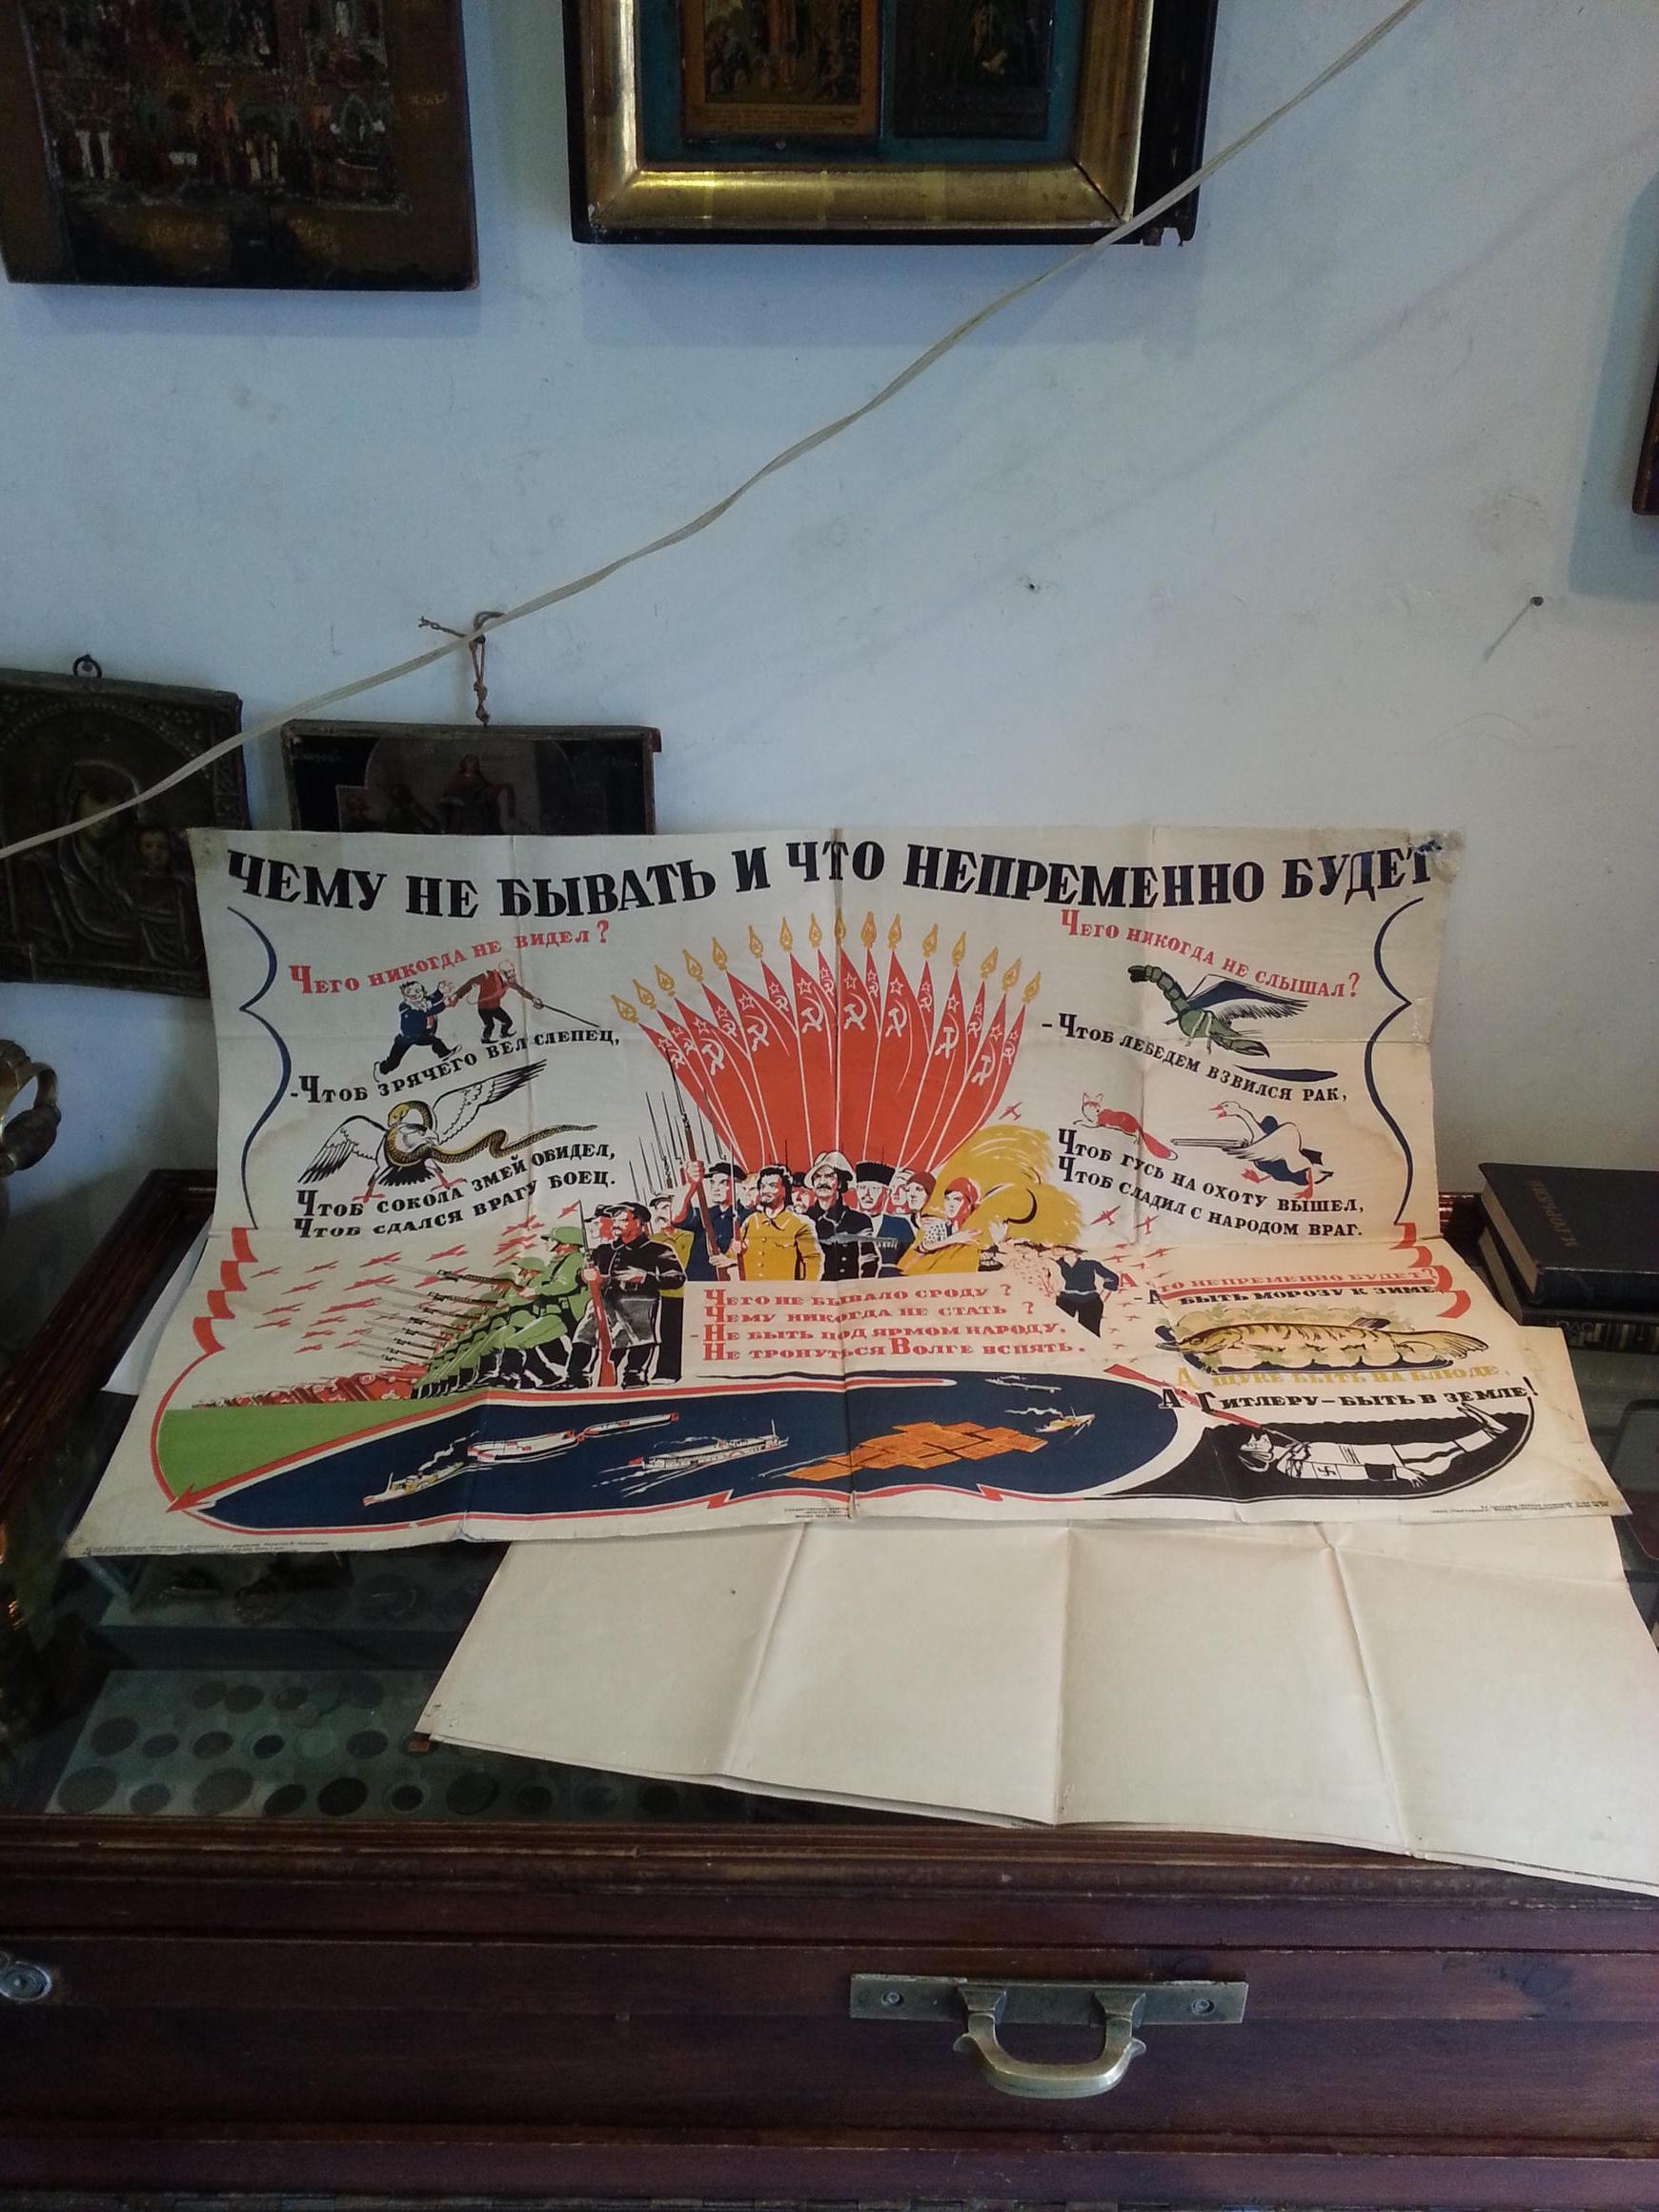 ЧЕМУ НЕ БЫВАТЬ И ЧТО НЕПРЕМЕННО БУДЕТ
Чего никогда не видел?
-Чтоб зрячего вел слепец,
Чтоб сокола змей обидел,
Чтоб сдался врагу боец.
Чего никогда не слышал?
-Чтоб лебедем взвился рак,
Чтоб гусь на охоту вышел,
Чтоб сладил с народом враг.
Чего не бывало сроду?
Чему никогда не стать?
-Не быть под ярмом народу,
Не тронуться Волге вспять.
А что непременно будет?
-А быть морозу к зиме
А щуке быть на блюде,
А Гитлеру-быть в земле!